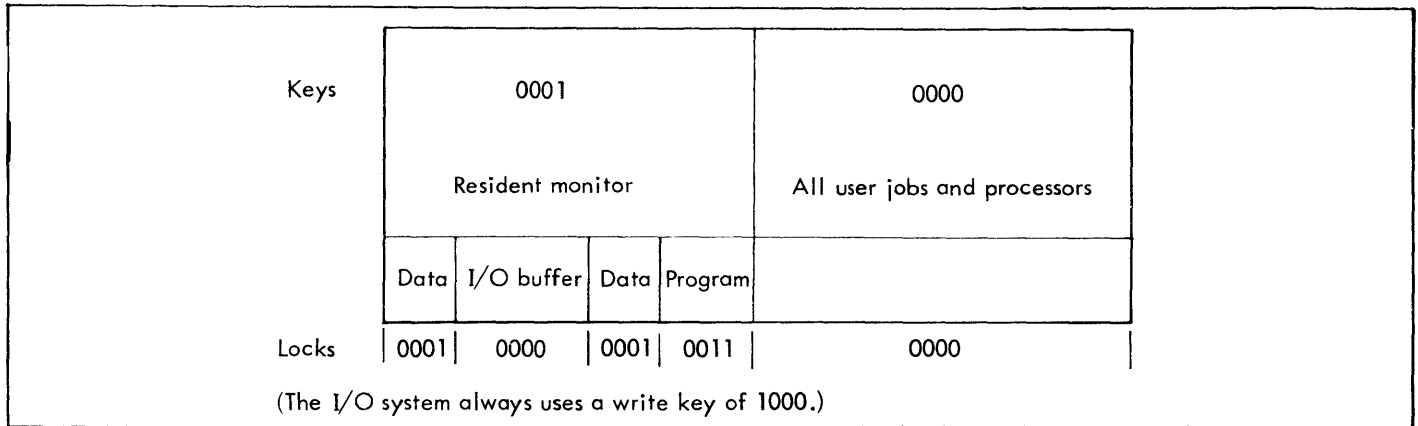 Keys 0001 0000
Resident monitor All user jobs and processors
Data I/O buffer Data Program
Locks 0001 0000 0001 0011 0000
(The I/O system always uses a write key of 1000.)